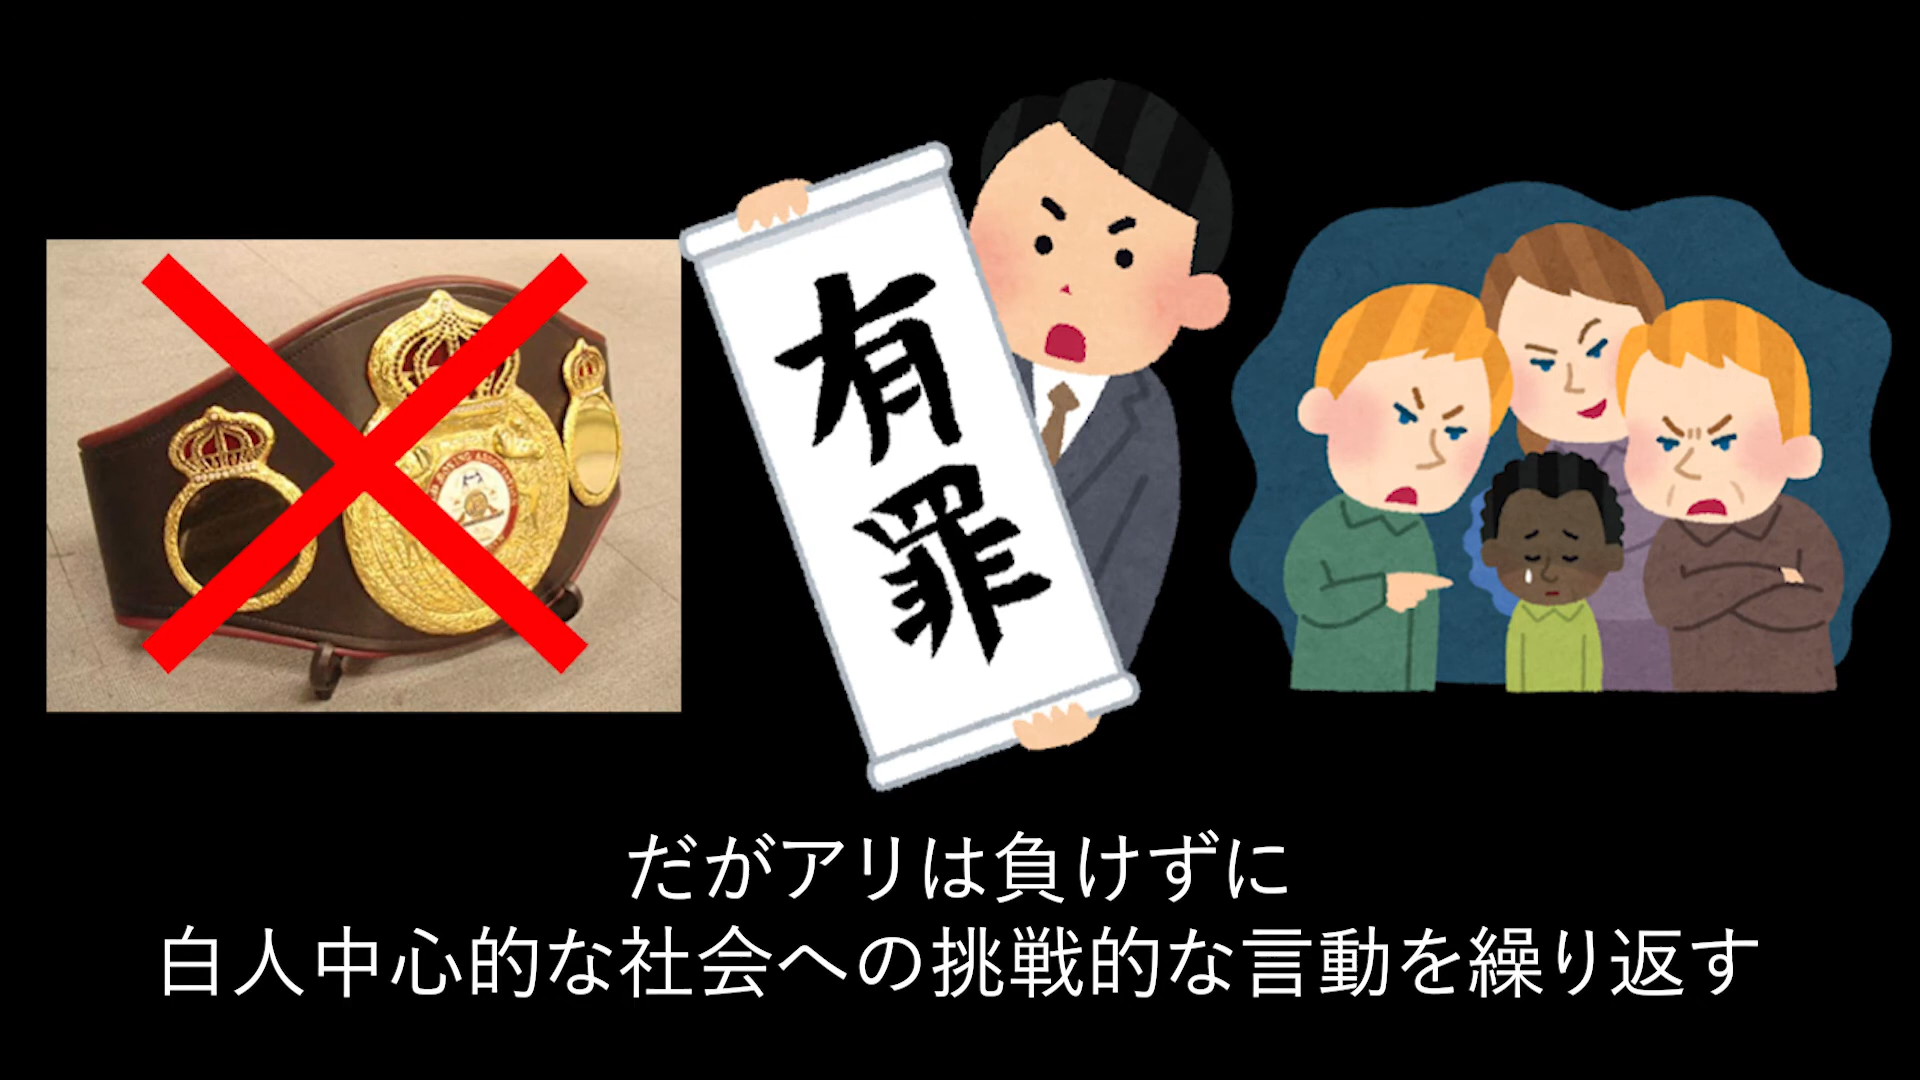 有罪
だがアリは負けずに
白人中心的な社会への挑戦的な言動を繰り返す